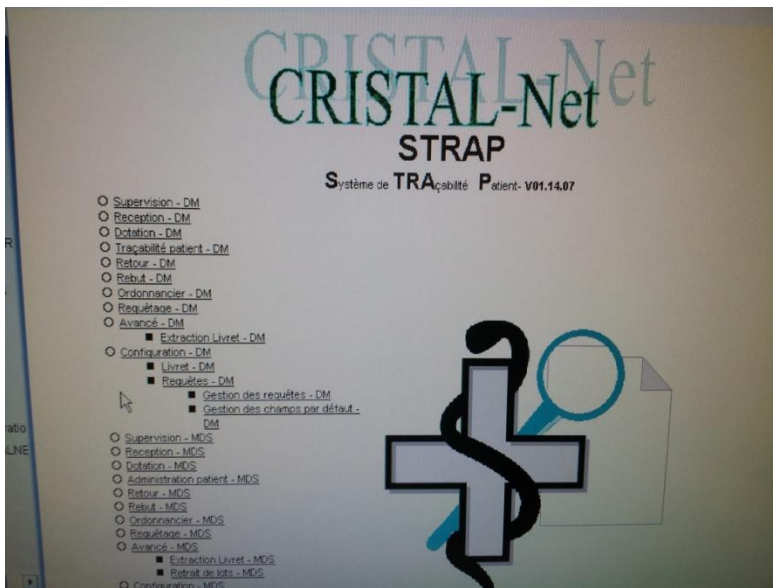 CRISTAL-Net
CRISTAL-Net
STRAP
Système de TRAçabilité Patient- V01.14.07
Supervision - DM
Reception - DM
Dotation - DM
Traçabilité patient - DM
Retour - DM
Rebut - DM
Ordonnancier - DM
Requêtage - DM
Avancé - DM
Extraction Livret - DM
Configuration - DM
Livret - DM
Requêtes - DM
Gestion des requêtes - DM
Gestion des champs par défaut -
DM
Supervision - MDS
Reception - MDS
Dotation - MDS
Administration patient - MDS
Retour - MDS
Rebut - MDS
Ordonnancier - MDS
Requêtage - MDS
Avancé - MDS
Extraction Livret - MDS
Retrait de lots - MDS
Configuration - MDS